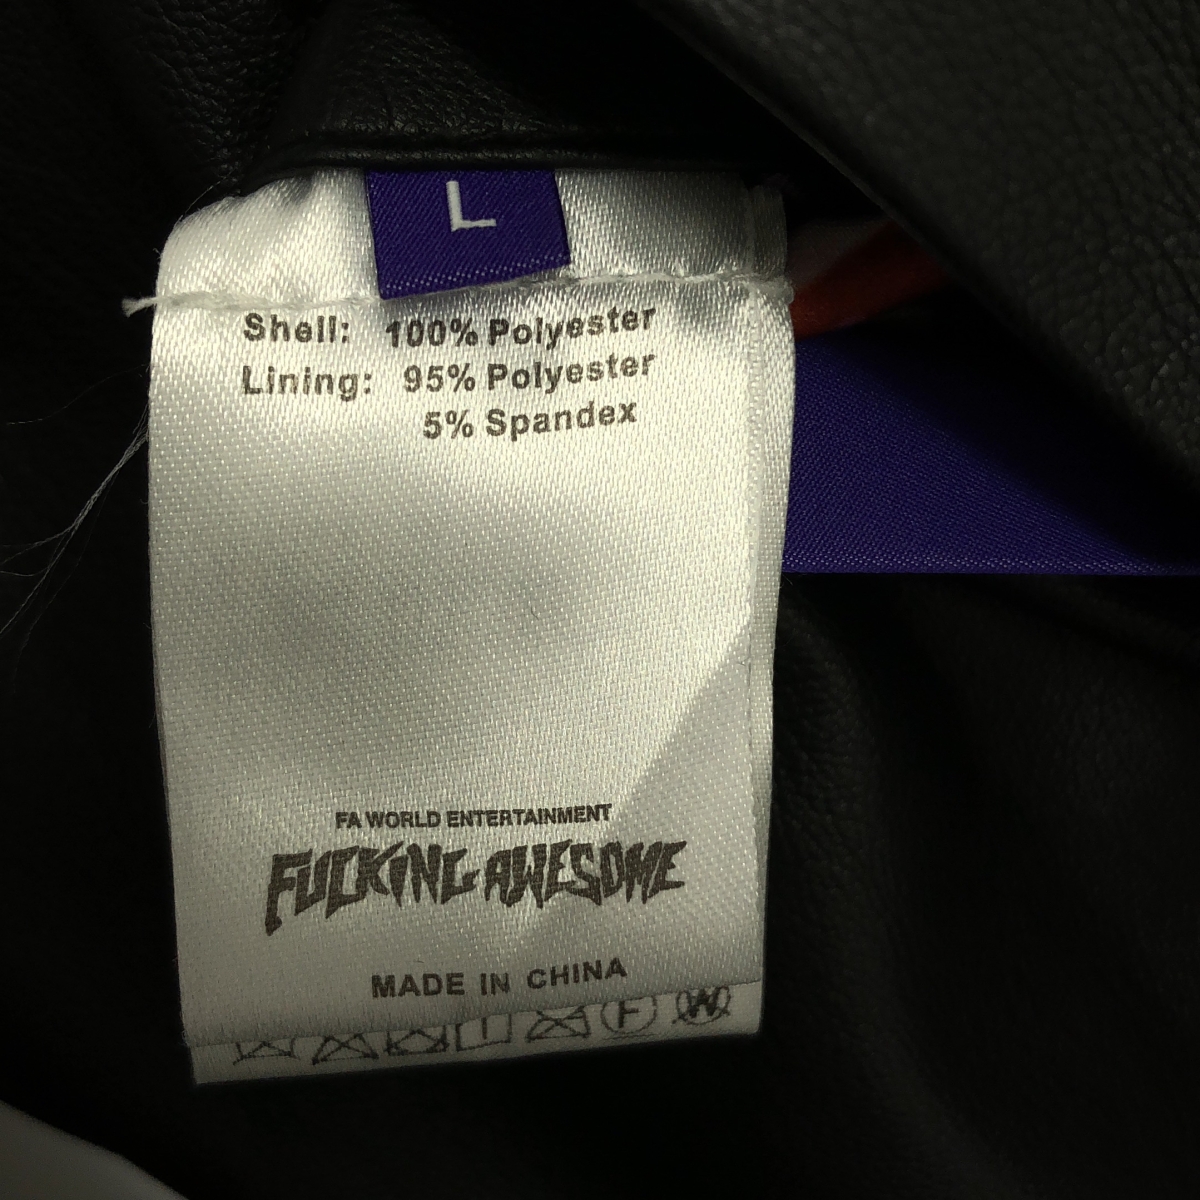 L
Shell: 100% Polyester
Lining: 95% Polyester
5% Spandex
FA WORLD ENTERTAINMENT
FUCKING AWESOME
MADE IN CHINA
F W